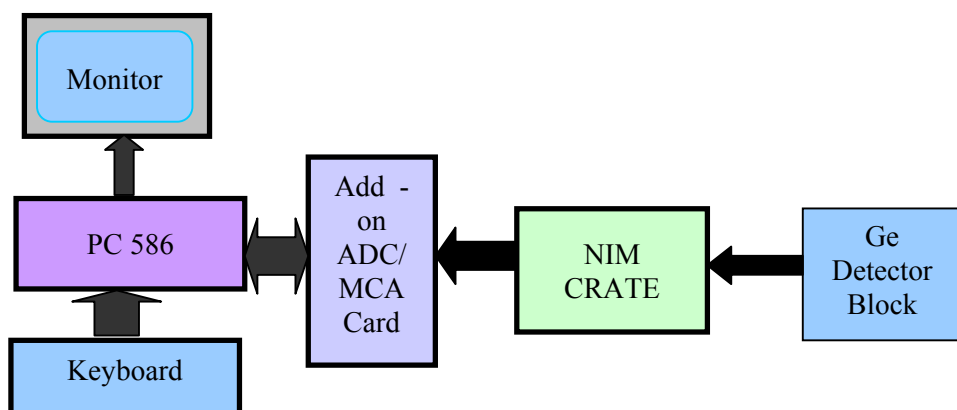 Monitor
PC 586
Keyboard
Add -
on
ADC/
MCA
Card
NIM
CRATE
Ge
Detector
Block